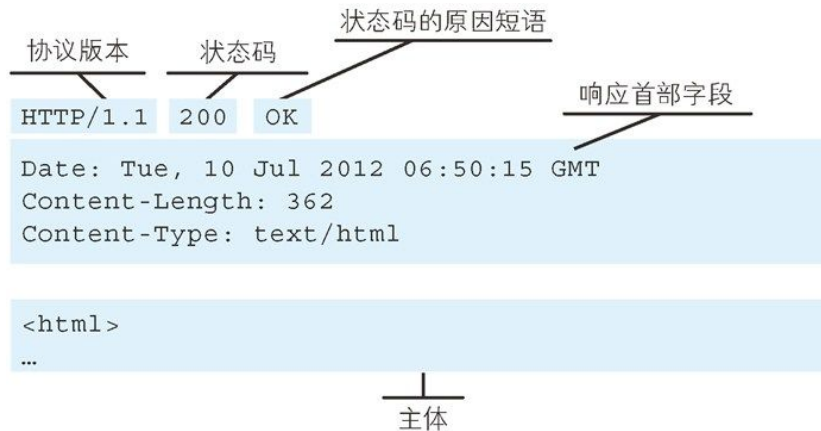 状态码的原因短语
协议版本 状态码
响应首部字段
HTTP/1.1 200 OK
Date: Tue, 10 Jul 2012 06:50:15 GMT
Content-Length: 362
Content-Type: text/html
<html>
…
主体